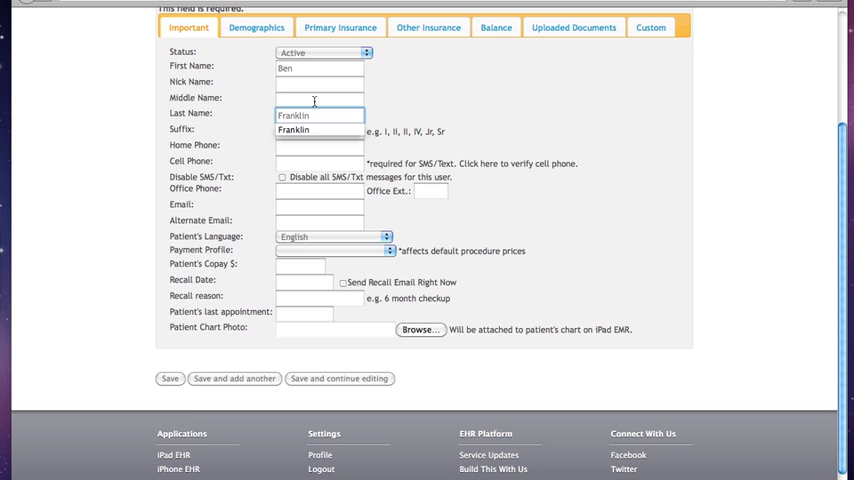 This field is required.
Important Demographics Primary Insurance Other Insurance Balance Uploaded Documents Custom
Status: Active
First Name: Ben
Nick Name:
Middle Name:
Last Name: Franklin
Franklin
Suffix: e.g. I, II, II, IV, Jr, Sr
Home Phone:
Cell Phone: *required for SMS/Text. Click here to verify cell phone.
Disable SMS/Txt: Disable all SMS/Txt messages for this user.
Office Phone: Office Ext.:
Email:
Alternate Email:
Patient's Language: English
Payment Profile: *affects default procedure prices
Patient's Copay $:
Recall Date: Send Recall Email Right Now
Recall reason: e.g. 6 month checkup
Patient's last appointment:
Patient Chart Photo: Browse... Will be attached to patient's chart on iPad EMR.
Save Save and add another Save and continue editing
Applications Settings EHR Platform Connect With Us
iPad EHR Profile Service Updates Facebook
iPhone EHR Logout Build This With Us Twitter